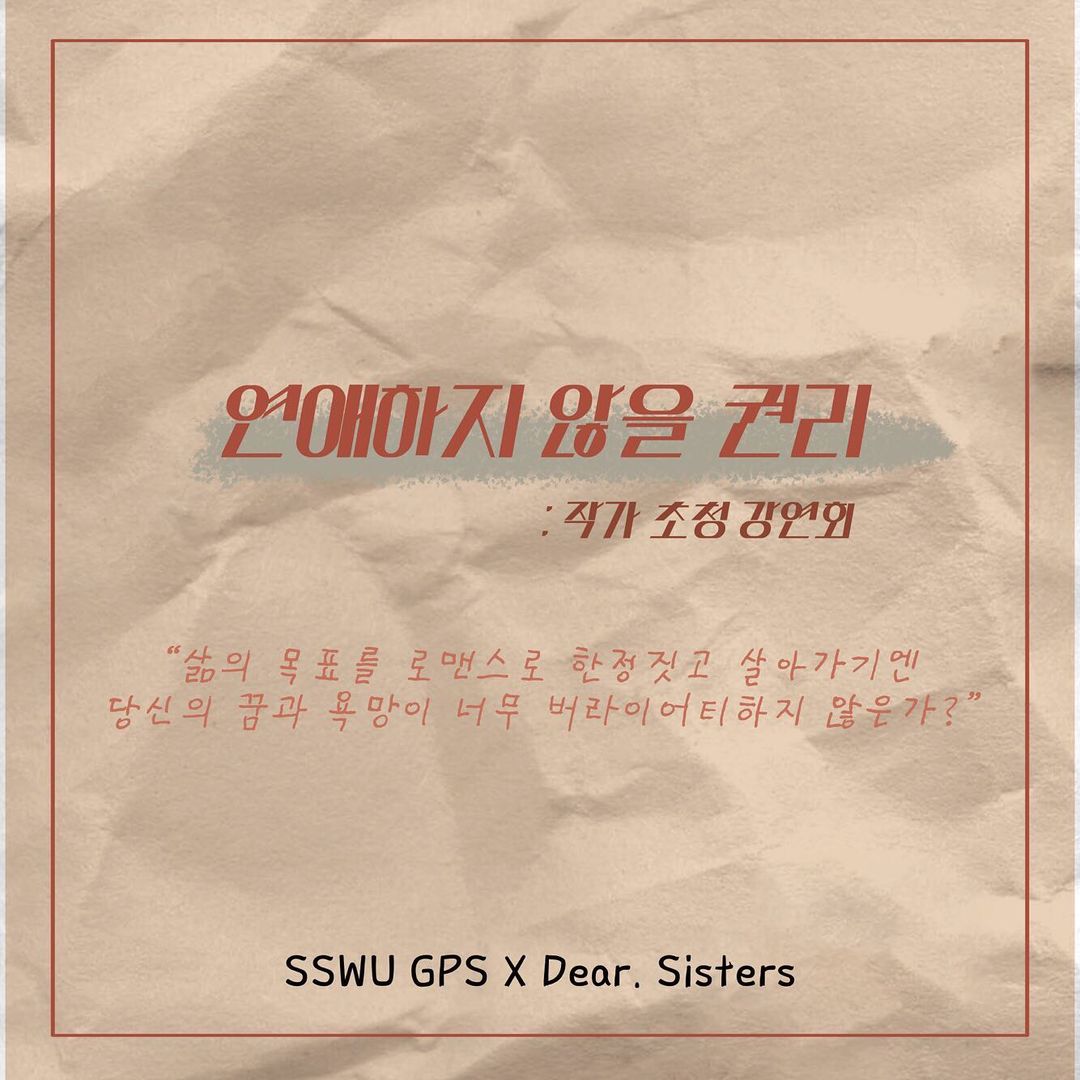 연애하지 않을 권리
: 작가 초청 강연회
“삶의 목표를 로맨스로 한정짓고 살아가기엔
당신의 꿈과 욕망이 너무 버라이어티하지 않은가?”
SSWU GPS X Dear. Sisters